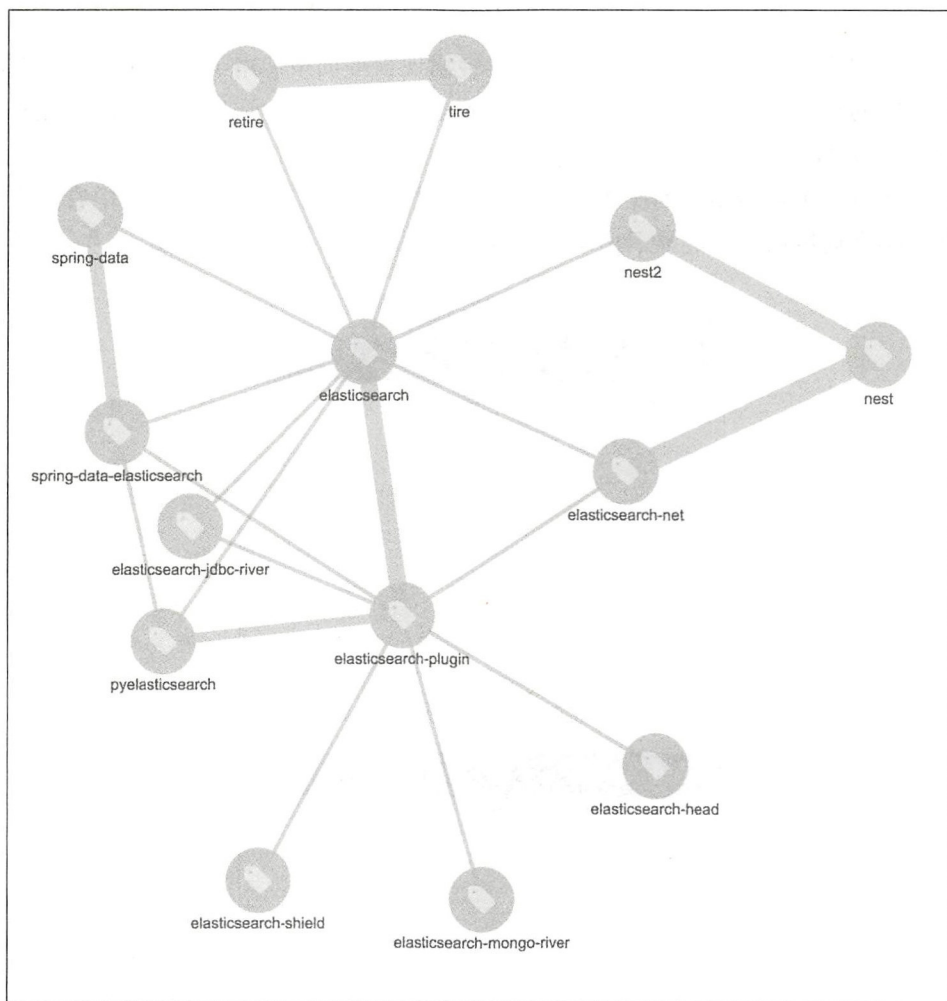 retire
tire
spring-data
nest2
elasticsearch
nest
spring-data-elasticsearch
elasticsearch-net
elasticsearch-jdbc-river
elasticsearch-plugin
pyelasticsearch
elasticsearch-head
elasticsearch-shield
elasticsearch-mongo-river